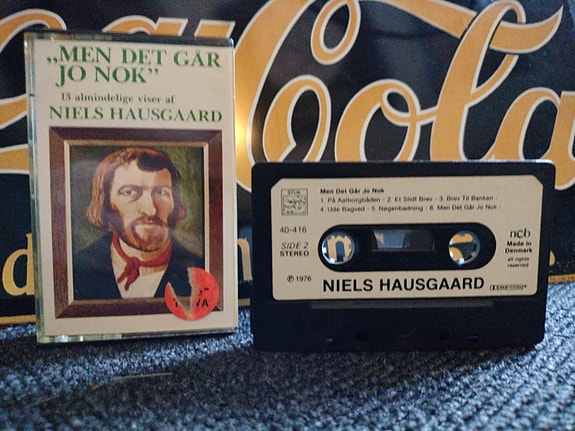 „MEN DET GÅR
JO NOK”
13 almindelige viser af
NIELS HAUSGAARD
Cola
Men Det Går Jo Nok
1. På Aalborgbåden - 2. Et Slidt Brev - 3. Brev Til Banken -
4. Ude Bagved - 5. Nøgenbadning - 6. Men Det Går Jo Nok
40-416
SIDE 2
STEREO
℗ 1976
ncb
Made in
Denmark
all rights
reserved
NIELS HAUSGAARD